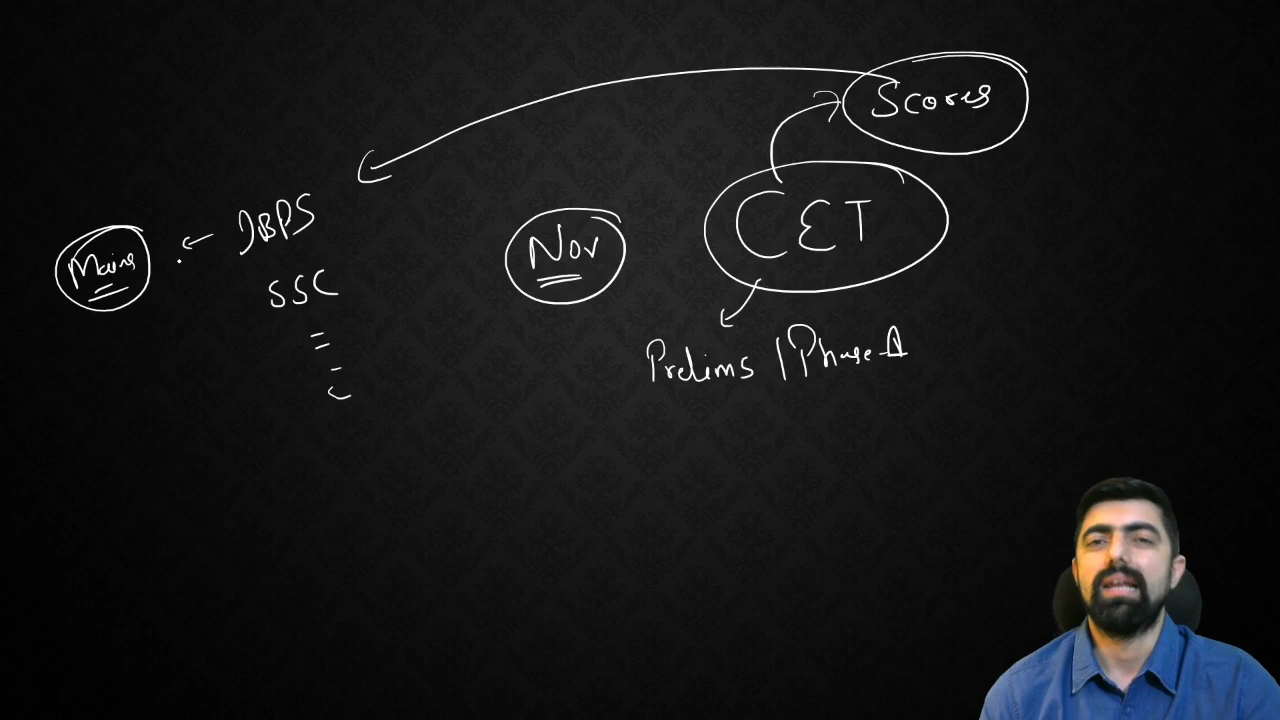 Scores
CET
IBPS
Nov
Mains
SSC
Prelims / Phase 1